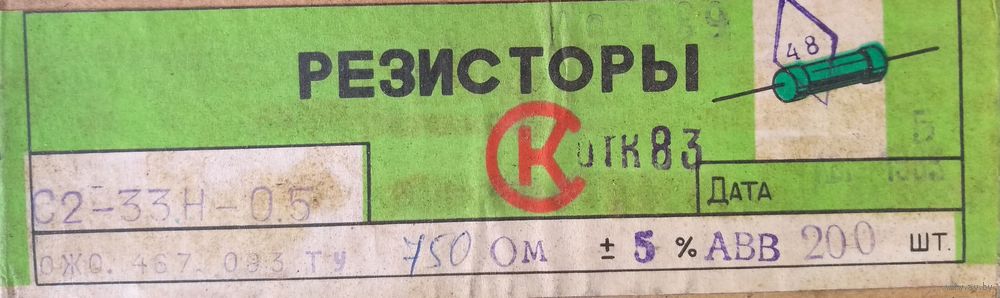 48
РЕЗИСТОРЫ
К ОТК 83
5
С2-33Н-0.5
ДАТА
ОЖО. 467. 093. ТУ 750 Ом ± 5 % АВВ 200 ШТ.